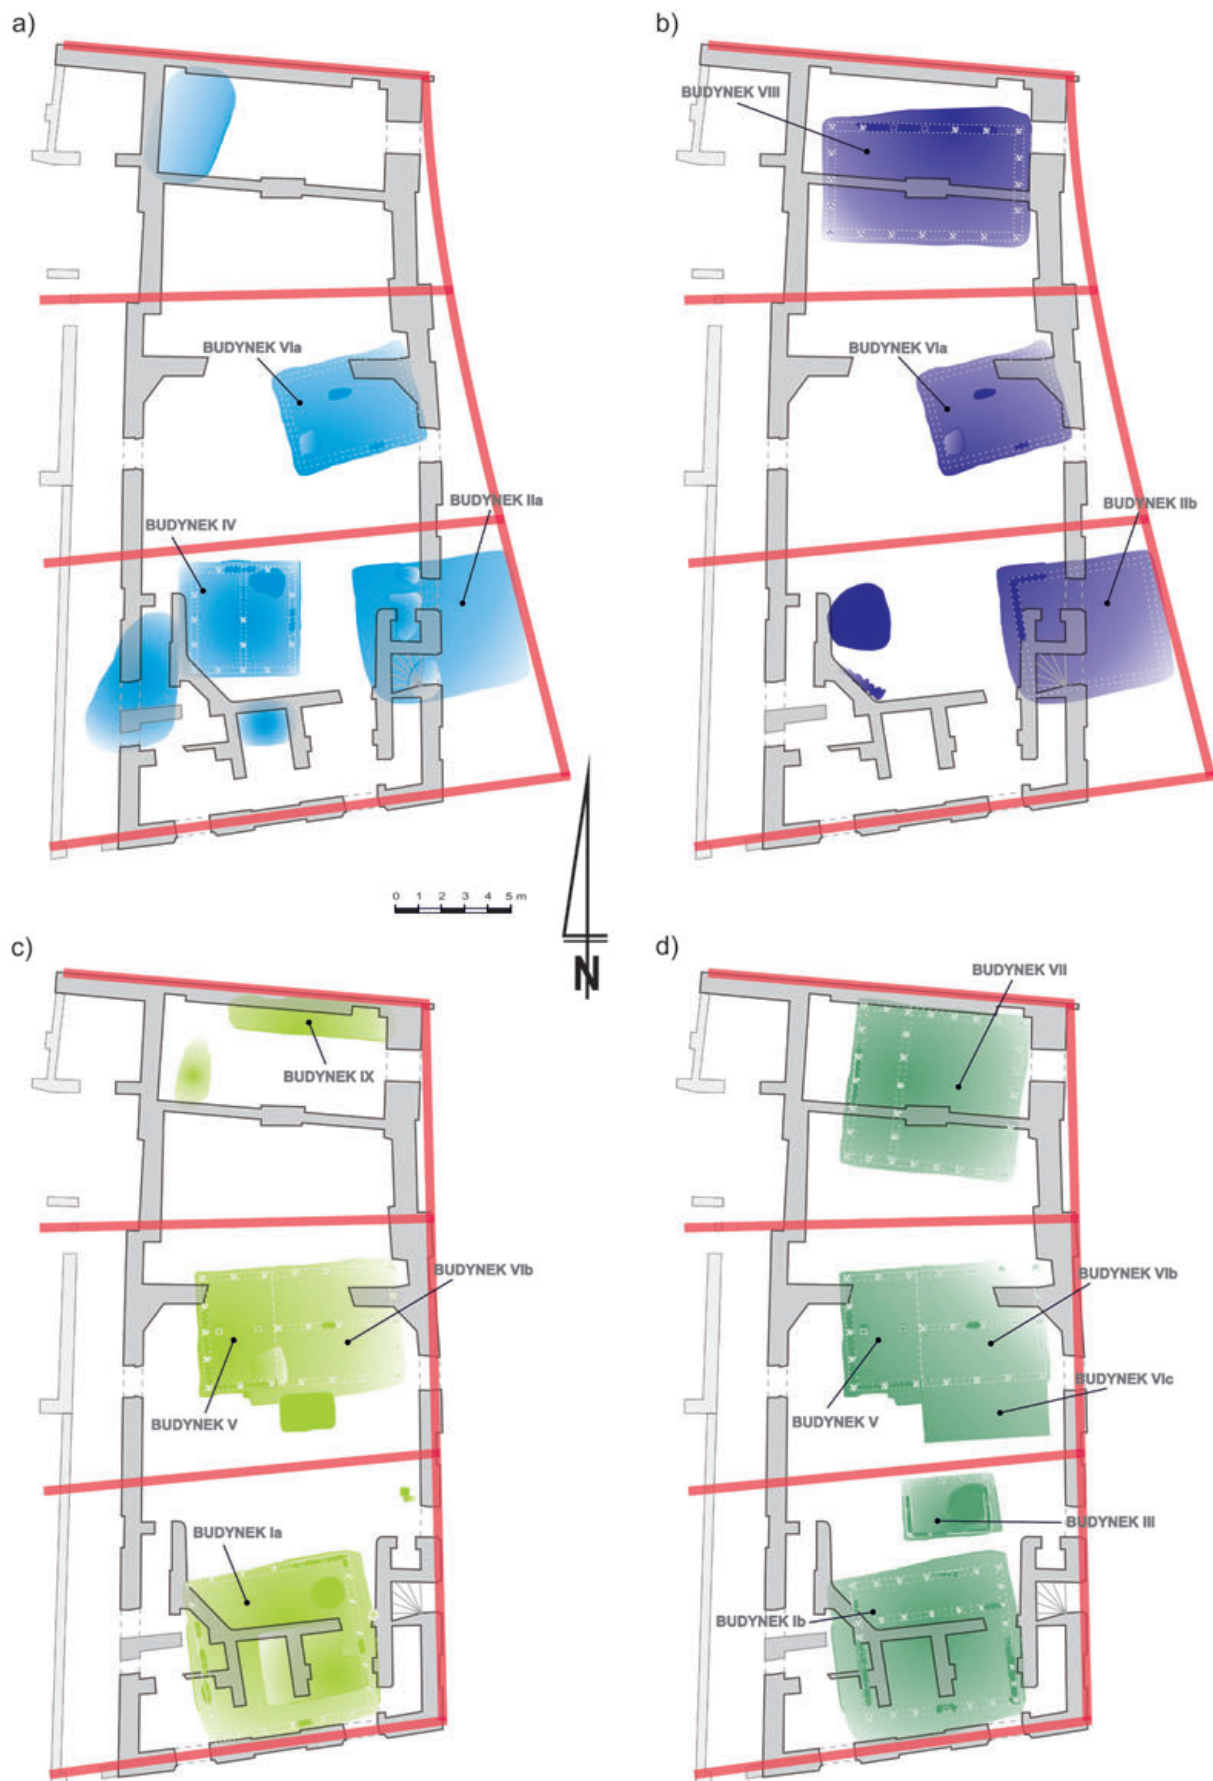 a)
BUDYNEK VIa
BUDYNEK IIa
BUDYNEK IV
b)
BUDYNEK VIII
BUDYNEK VIa
BUDYNEK IIb
0 1 2 3 4 5 m
N
c)
BUDYNEK IX
BUDYNEK VIb
BUDYNEK V
BUDYNEK Ia
d)
BUDYNEK VII
BUDYNEK VIb
BUDYNEK VIc
BUDYNEK V
BUDYNEK III
BUDYNEK Ib